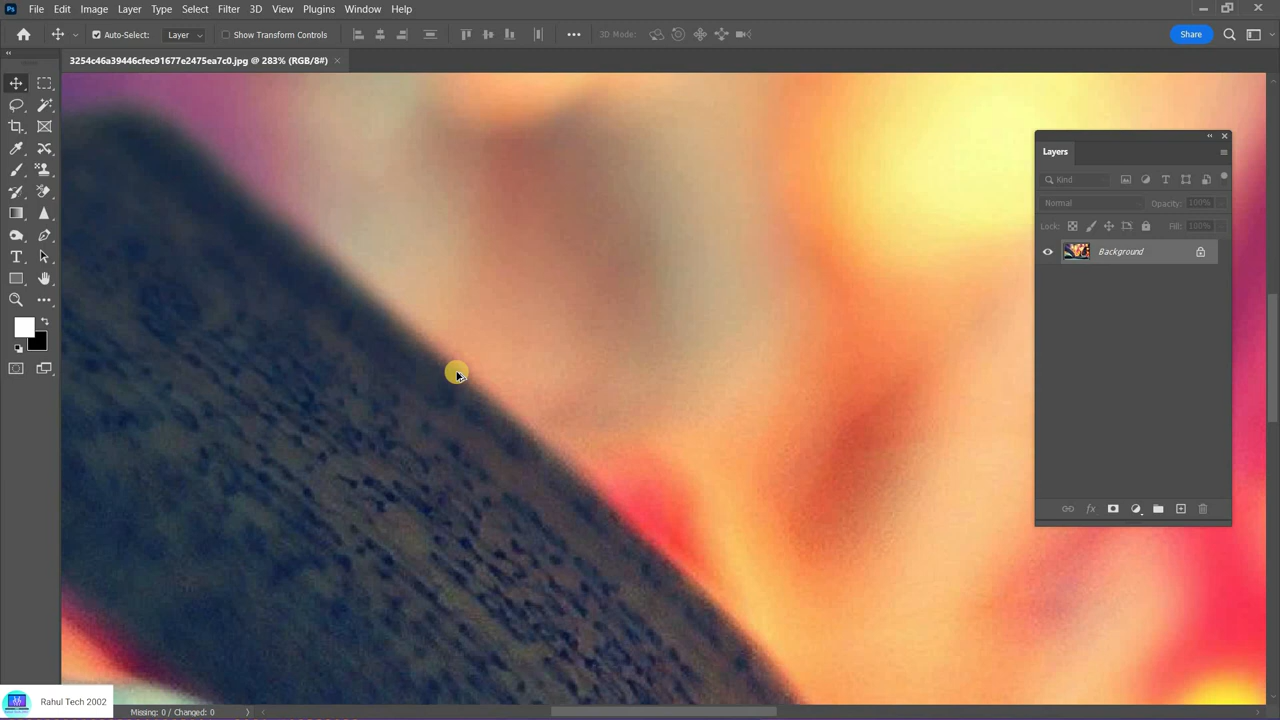 Ps File Edit Image Layer Type Select Filter 3D View Plugins Window Help
Auto-Select: Layer Show Transform Controls 3D Mode: Share
3254c46a39446cfec91677e2475ea7c0.jpg @ 283% (RGB/8#)
Layers
Kind
Normal Opacity: 100%
Lock: Fill: 100%
Background
fx
Rahul Tech 2002
Missing: 0 / Changed: 0